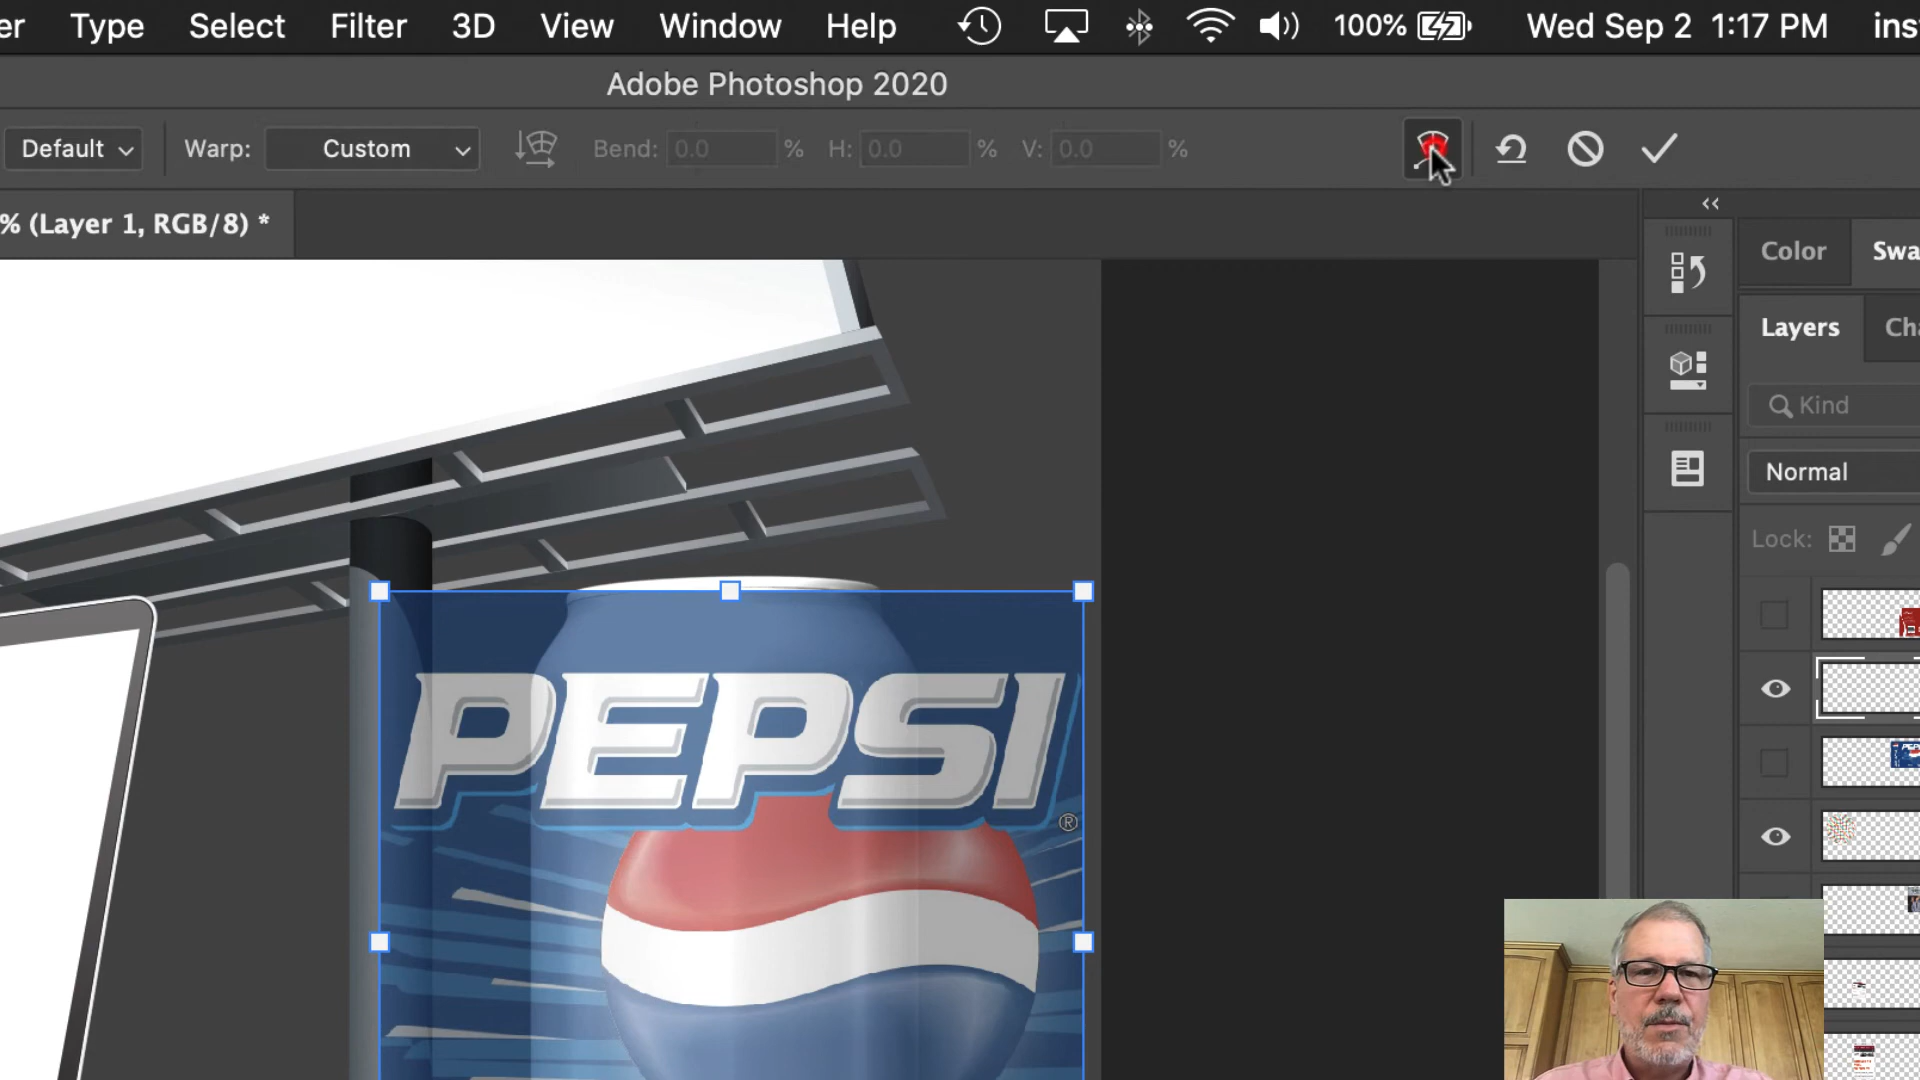 er Type Select Filter 3D View Window Help 100% Wed Sep 2 1:17 PM ins
Adobe Photoshop 2020
Default Warp: Custom Bend: 0.0 % H: 0.0 % V: 0.0 %
% (Layer 1, RGB/8) *
Color Swa
Layers Cha
Kind
Normal
Lock:
PEPSI
®